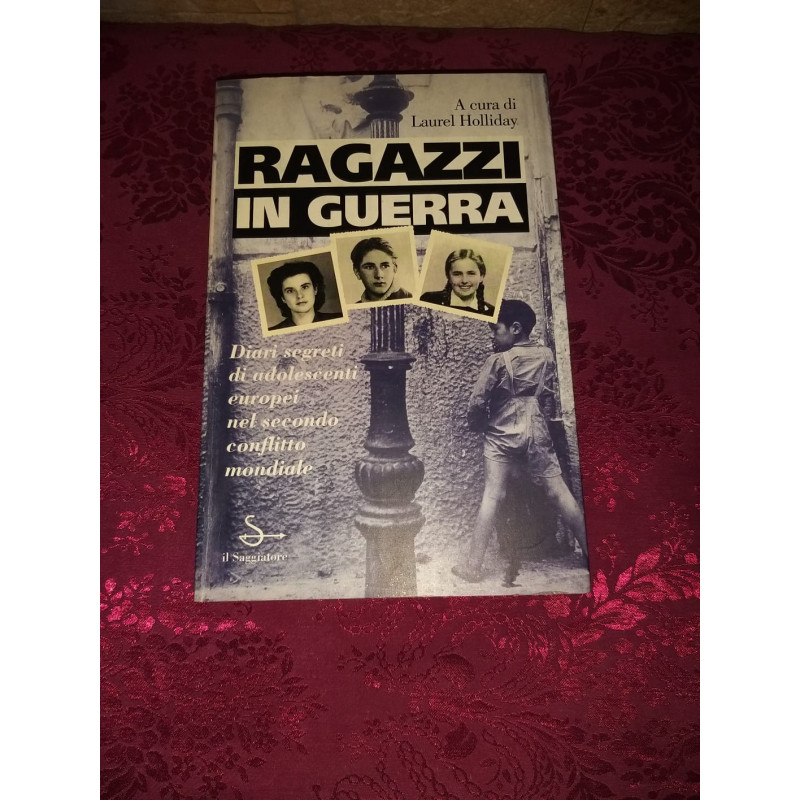 A cura di
Laurel Holliday
RAGAZZI
IN GUERRA
Diari segreti
di adolescenti
europei
nel secondo
conflitto
mondiale
il Saggiatore